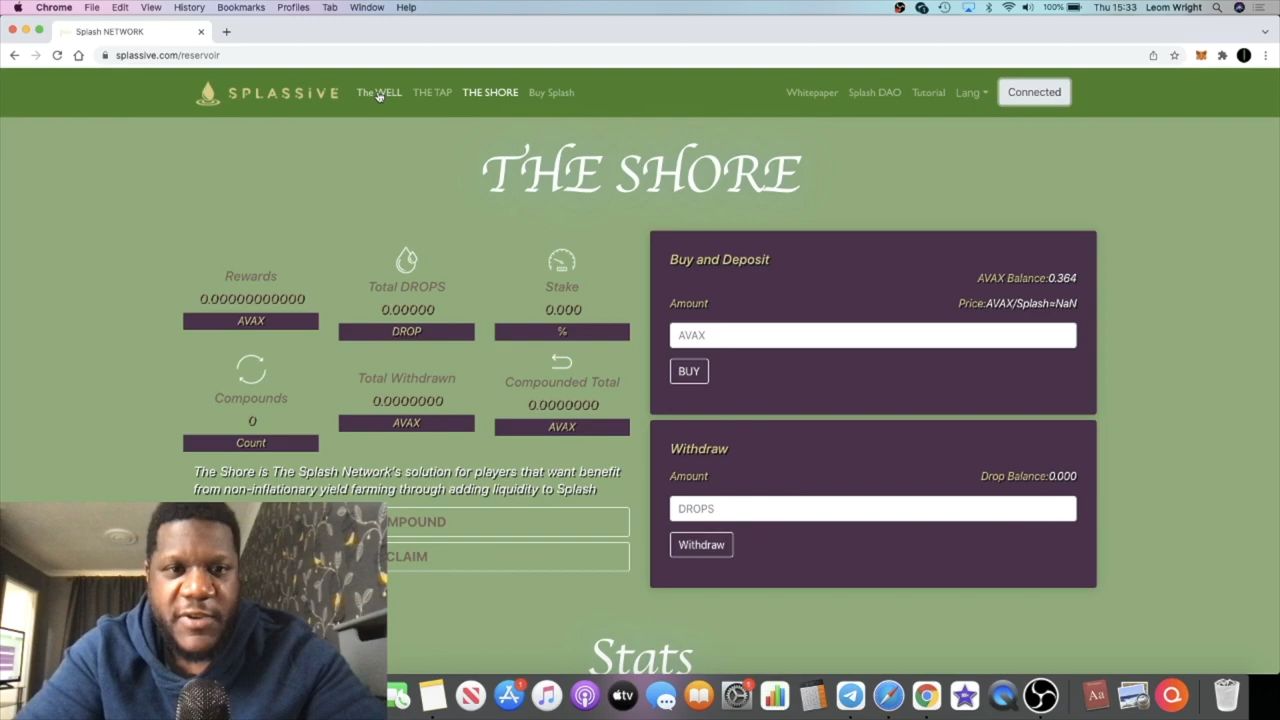 Chrome File Edit View History Bookmarks Profiles Tab Window Help 100% Thu 15:33 Leom Wright
Splash NETWORK
splassive.com/reservoir
SPLASSIVE The WELL THE TAP THE SHORE Buy Splash Whitepaper Splash DAO Tutorial Lang Connected
THE SHORE
Rewards
0.00000000000
AVAX
Total DROPS
0.00000
DROP
Stake
0.000
%
Compounds
0
Count
Total Withdrawn
0.0000000
AVAX
Compounded Total
0.0000000
AVAX
The Shore is The Splash Network's solution for players that want benefit
from non-inflationary yield farming through adding liquidity to Splash
MPOUND
CLAIM
Buy and Deposit
AVAX Balance:0.364
Amount Price:AVAX/Splash=NaN
AVAX
BUY
Withdraw
Amount Drop Balance:0.000
DROPS
Withdraw
Stats
1
tv
1
Aa